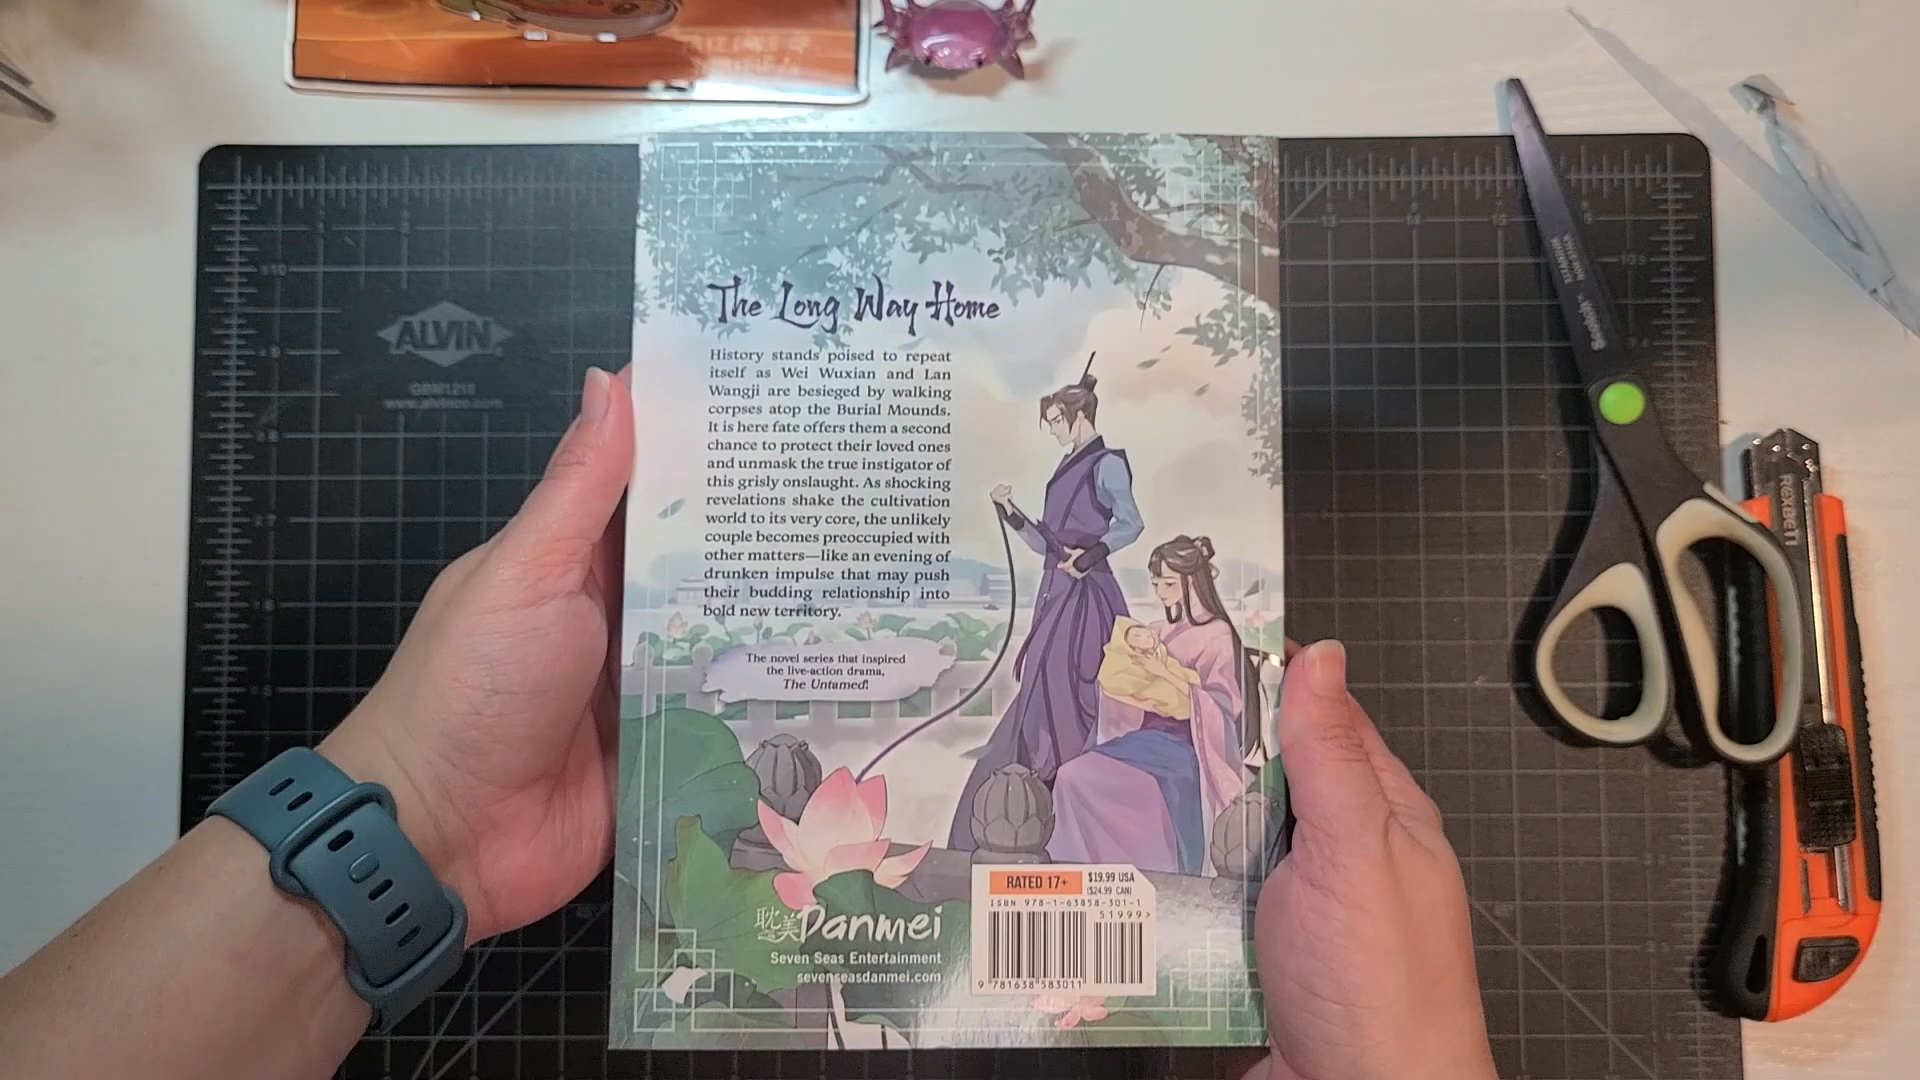 ALVIN
The Long Way Home
History stands poised to repeat
itself as Wei Wuxian and Lan
Wangji are besieged by walking
corpses atop the Burial Mounds.
It is here fate offers them a second
chance to protect their loved ones
and unmask the true instigator of
this grisly onslaught. As shocking
revelations shake the cultivation
world to its very core, the unlikely
couple becomes preoccupied with
other matters—like an evening of
drunken impulse that may push
their budding relationship into
bold new territory.
The novel series that inspired
the live-action drama,
The Untamed!
耽美Danmei
Seven Seas Entertainment
sevenseasdanmei.com
RATED 17+
$19.99 USA
($24.99 CAN)
ISBN 978-1-63858-301-1
51999>
9 781638 583011
REXBETI